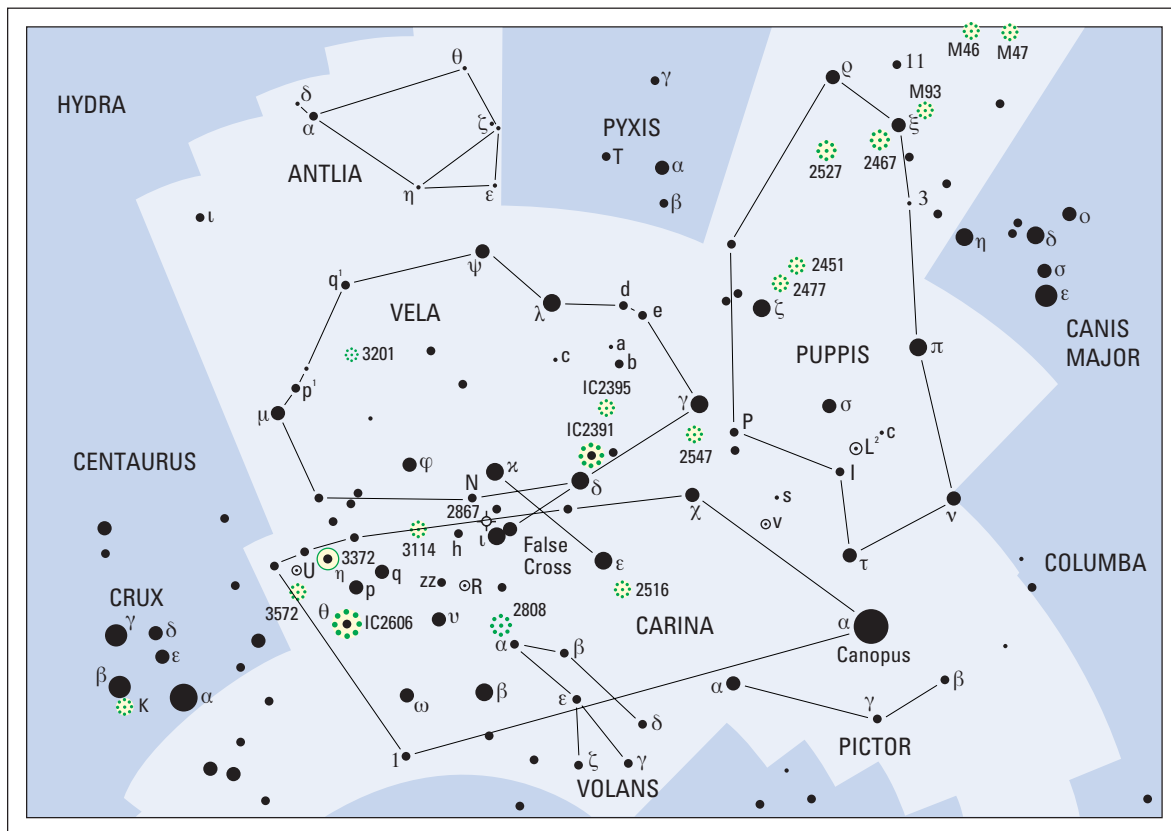 M46
M47
θ
γ
ϱ
11
M93
δ
α
ζ
ξ
HYDRA
PYXIS
T
α
2467
2527
ANTLIA
η
ε
β
3
ι
η
δ
ο
ψ
2451
2477
σ
ε
q¹
d
e
ζ
λ
VELA
CANIS
MAJOR
3201
c
a
b
PUPPIS
π
p¹
IC2395
γ
σ
μ
P
c
L²
IC2391
2547
CENTAURUS
φ
ϰ
l
N
δ
s
ν
2867
χ
v
3114
h
ι
False
Cross
τ
3372
ε
COLUMBA
U
η
q
p
zz
R
2516
3572
CRUX
γ
δ
θ
IC2606
υ
2808
CARINA
α
Canopus
ε
α
β
β
K
α
ω
β
ε
α
γ
β
δ
PICTOR
1
ζ
γ
VOLANS